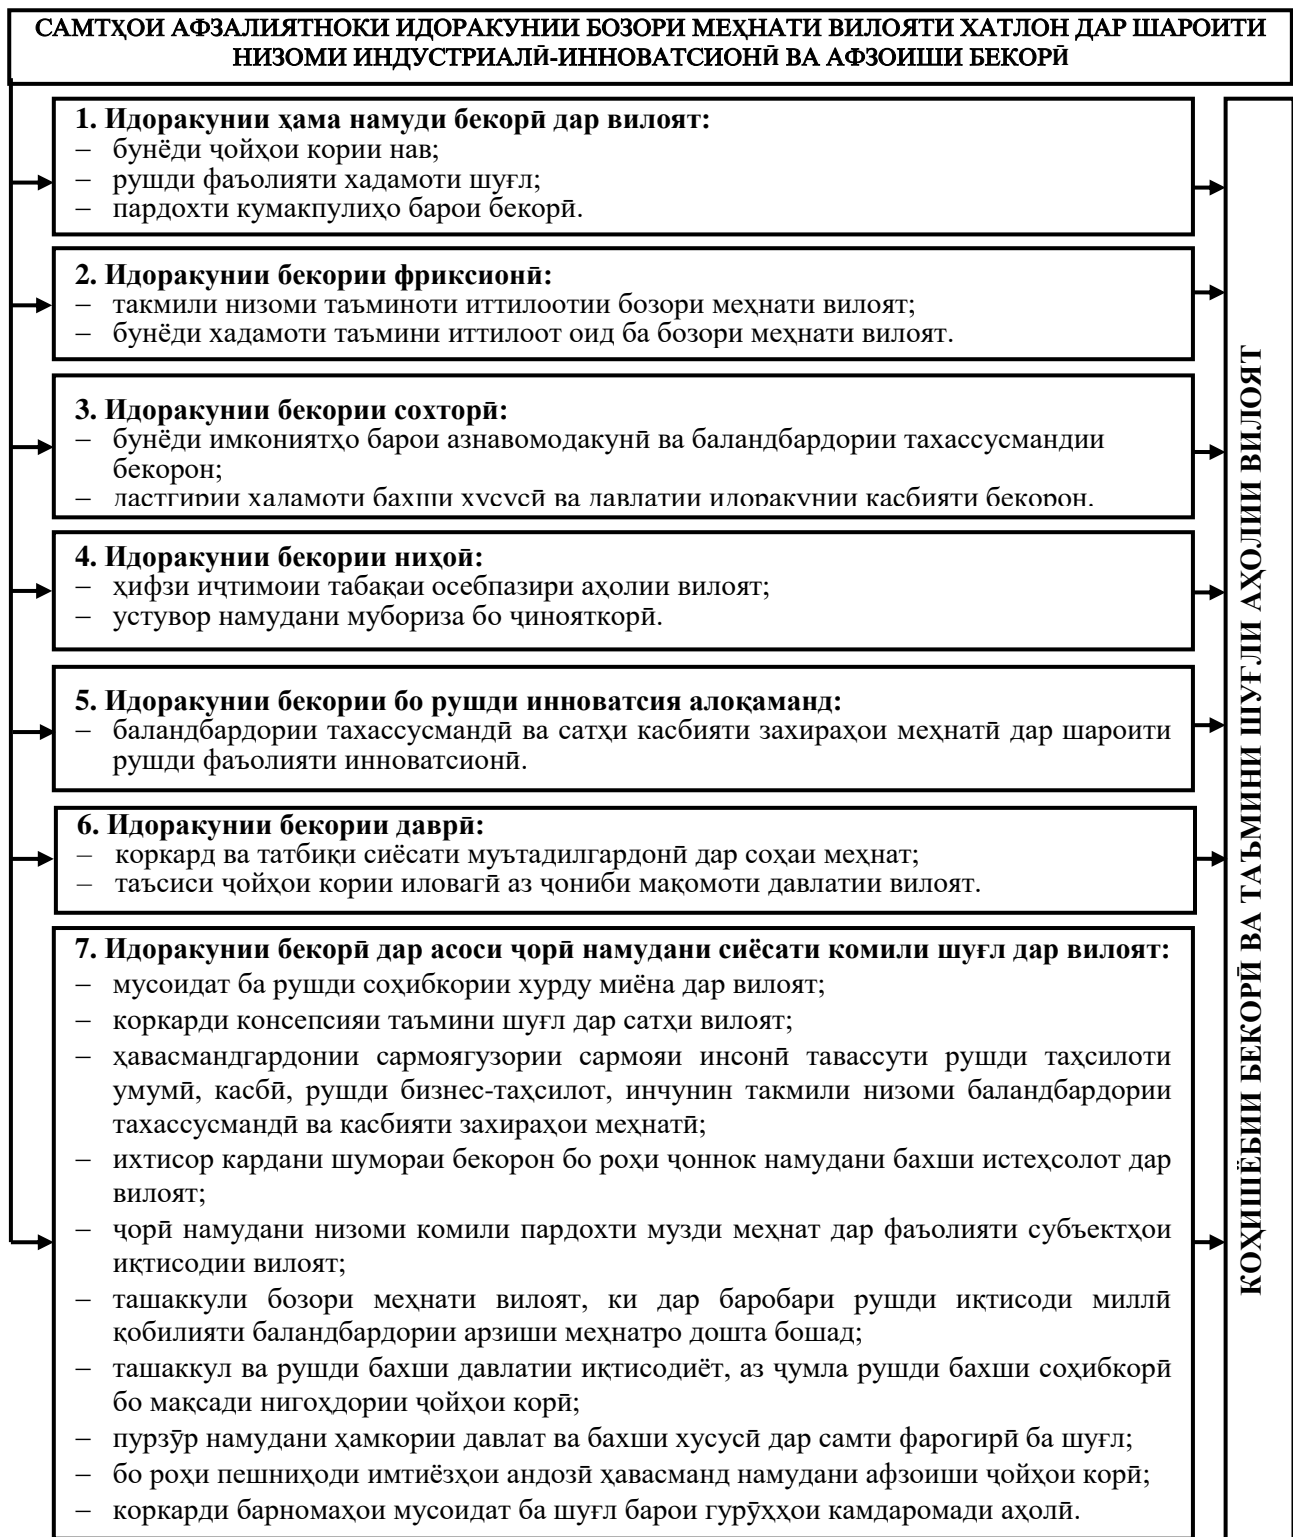 САМТҲОИ АФЗАЛИЯТНОКИ ИДОРАКУНИИ БОЗОРИ МЕҲНАТИ ВИЛОЯТИ ХАТЛОН ДАР ШАРОИТИ
НИЗОМИ ИНДУСТРИАЛӢ-ИННОВАТСИОНӢ ВА АФЗОИШИ БЕКОРӢ
1. Идоракунии ҳама намуди бекорӣ дар вилоят:
– бунёди ҷойҳои кории нав;
– рушди фаъолияти хадамоти шуғл;
– пардохти кумакпулиҳо барои бекорӣ.
2. Идоракунии бекории фриксионӣ:
– такмили низоми таъминоти иттилоотии бозори меҳнати вилоят;
– бунёди хадамоти таъмини иттилоот оид ба бозори меҳнати вилоят.
3. Идоракунии бекории сохторӣ:
– бунёди имкониятҳо барои азнавомодакунӣ ва баландбардории тахассусмандии
бекорон;
– дастгирии хадамоти бахши хусусӣ ва давлатии идоракунии касбияти бекорон.
4. Идоракунии бекории ниҳоӣ:
– ҳифзи иҷтимоии табақаи осебпазири аҳолии вилоят;
– устувор намудани мубориза бо ҷинояткорӣ.
5. Идоракунии бекории бо рушди инноватсия алоқаманд:
– баландбардории тахассусмандӣ ва сатҳи касбияти захираҳои меҳнатӣ дар шароити
рушди фаъолияти инноватсионӣ.
6. Идоракунии бекории даврӣ:
– коркард ва татбиқи сиёсати муътадилгардонӣ дар соҳаи меҳнат;
– таъсиси ҷойҳои кории иловагӣ аз ҷониби мақомоти давлатии вилоят.
7. Идоракунии бекорӣ дар асоси ҷорӣ намудани сиёсати комили шуғл дар вилоят:
– мусоидат ба рушди соҳибкории хурду миёна дар вилоят;
– коркарди консепсияи таъмини шуғл дар сатҳи вилоят;
– ҳавасмандгардонии сармоягузории сармояи инсонӣ тавассути рушди таҳсилоти
умумӣ, касбӣ, рушди бизнес-таҳсилот, инчунин такмили низоми баландбардории
тахассусмандӣ ва касбияти захираҳои меҳнатӣ;
– ихтисор кардани шумораи бекорон бо роҳи ҷоннок намудани бахши истеҳсолот дар
вилоят;
– ҷорӣ намудани низоми комили пардохти музди меҳнат дар фаъолияти субъектҳои
иқтисодии вилоят;
– ташаккули бозори меҳнати вилоят, ки дар баробари рушди иқтисоди миллӣ
қобилияти баландбардории арзиши меҳнатро дошта бошад;
– ташаккул ва рушди бахши давлатии иқтисодиёт, аз ҷумла рушди бахши соҳибкорӣ
бо мақсади нигоҳдории ҷойҳои корӣ;
– пурзӯр намудани ҳамкории давлат ва бахши хусусӣ дар самти фарогирӣ ба шуғл;
– бо роҳи пешниҳоди имтиёзҳои андозӣ ҳавасманд намудани афзоиши ҷойҳои корӣ;
– коркарди барномаҳои мусоидат ба шуғл барои гурӯҳҳои камдаромади аҳолӣ.
КОҲИШЁБИИ БЕКОРӢ ВА ТАЪМИНИ ШУҒЛИ АҲОЛИИ ВИЛОЯТ